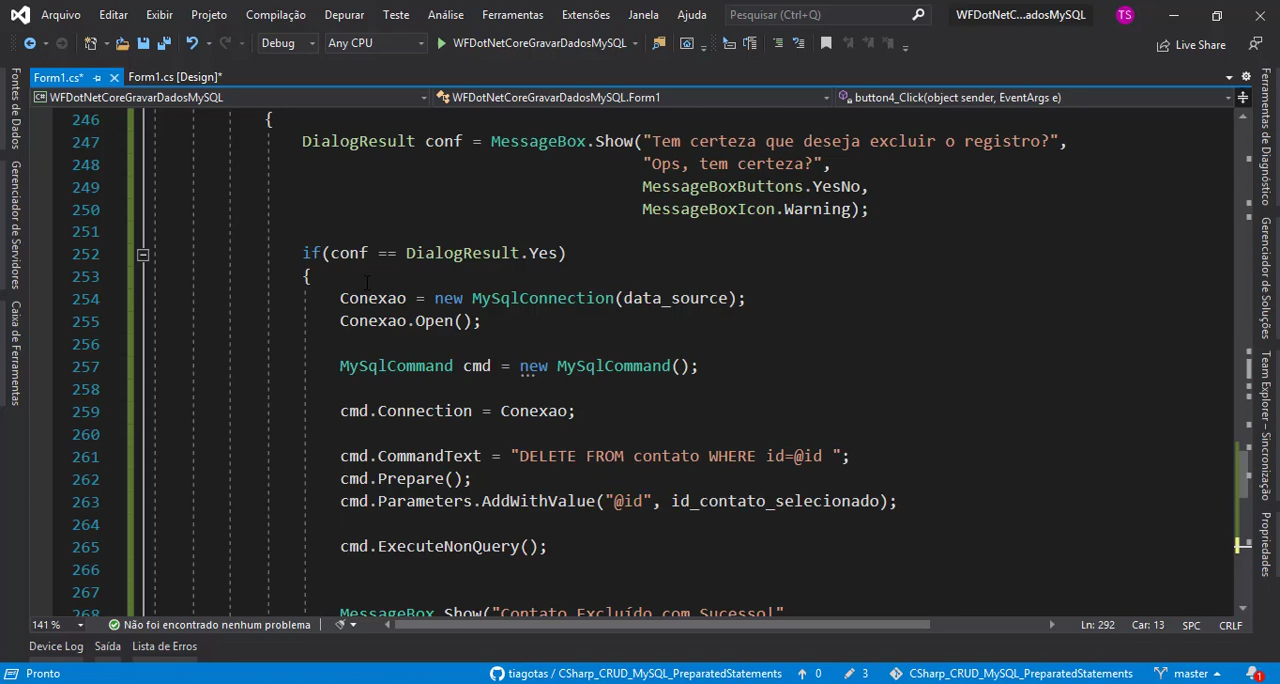 Arquivo Editar Exibir Projeto Compilação Depurar Teste Análise Ferramentas Extensões Janela Ajuda Pesquisar (Ctrl+Q) WFDotNetC...adosMySQL TS
Debug Any CPU WFDotNetCoreGravarDadosMySQL Live Share
Form1.cs* Form1.cs [Design]*
WFDotNetCoreGravarDadosMySQL WFDotNetCoreGravarDadosMySQL.Form1 button4_Click(object sender, EventArgs e)
246 {
247 DialogResult conf = MessageBox.Show("Tem certeza que deseja excluir o registro?",
248 "Ops, tem certeza?",
249 MessageBoxButtons.YesNo,
250 MessageBoxIcon.Warning);
251
252 if(conf == DialogResult.Yes)
253 {
254 Conexao = new MySqlConnection(data_source);
255 Conexao.Open();
256
257 MySqlCommand cmd = new MySqlCommand();
258
259 cmd.Connection = Conexao;
260
261 cmd.CommandText = "DELETE FROM contato WHERE id=@id ";
262 cmd.Prepare();
263 cmd.Parameters.AddWithValue("@id", id_contato_selecionado);
264
265 cmd.ExecuteNonQuery();
266
267
268 MessageBox.Show("Contato Excluído com Sucesso!"
Fontes de Dados
Gerenciador de Servidores
Caixa de Ferramentas
Ferramentas de Diagnóstico
Gerenciador de Soluções
Team Explorer – Sincronização
Propriedades
141 % Não foi encontrado nenhum problema Ln: 292 Car: 13 SPC CRLF
Device Log Saída Lista de Erros
Pronto tiagotas / CSharp_CRUD_MySQL_PreparatedStatements 0 3 CSharp_CRUD_MySQL_PreparatedStatements master 1